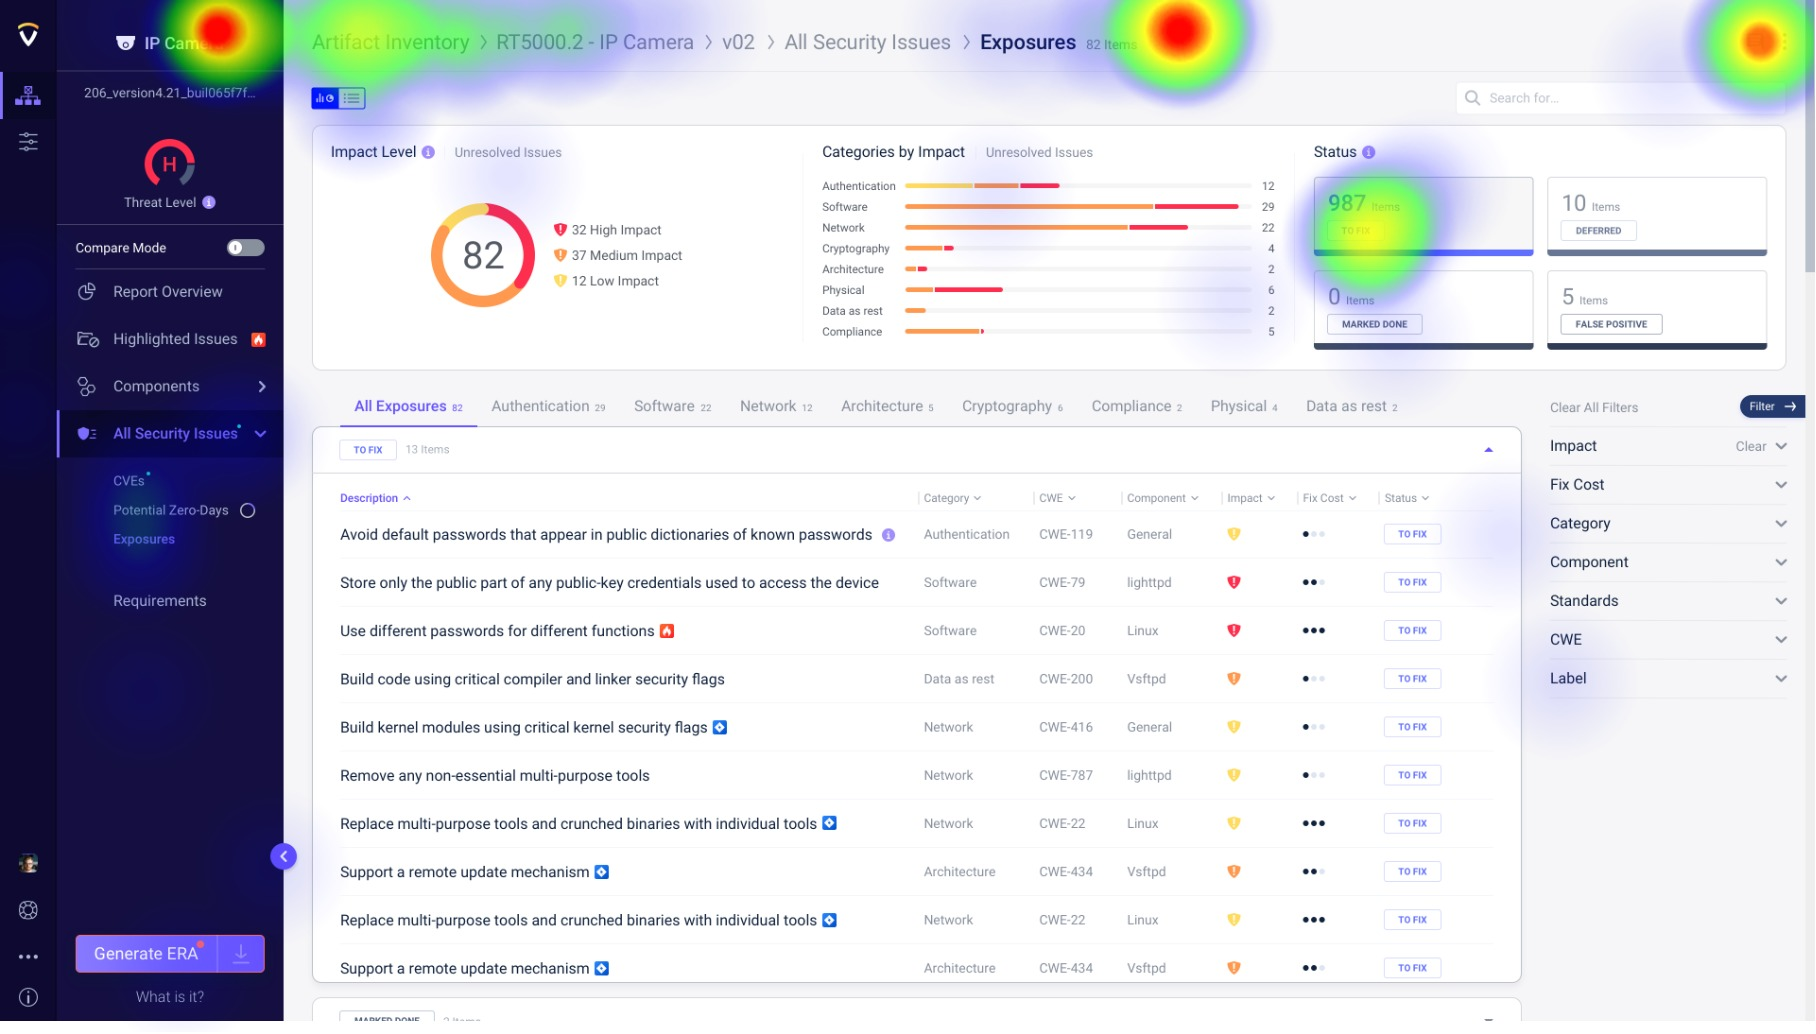 IP Came
206_version4.21_buil065f7f...
H
Threat Level
Compare Mode
Report Overview
Highlighted Issues
Components
All Security Issues
CVEs
Potential Zero-Days
Exposures
Requirements
Generate ERA
What is it?
Artifact Inventory > RT5000.2 - IP Camera > v02 > All Security Issues > Exposures 82 Items
Search for...
Impact Level Unresolved Issues
82
32 High Impact
37 Medium Impact
12 Low Impact
Categories by Impact Unresolved Issues
Authentication 12
Software 29
Network 22
Cryptography 4
Architecture 2
Physical 6
Data as rest 2
Compliance 5
Status
987 Items
TO FIX
10 Items
DEFERRED
0 Items
MARKED DONE
5 Items
FALSE POSITIVE
All Exposures 82 Authentication 29 Software 22 Network 12 Architecture 5 Cryptography 6 Compliance 2 Physical 4 Data as rest 2
TO FIX 13 Items
Description Category CWE Component Impact Fix Cost Status
Avoid default passwords that appear in public dictionaries of known passwords Authentication CWE-119 General TO FIX
Store only the public part of any public-key credentials used to access the device Software CWE-79 lighttpd TO FIX
Use different passwords for different functions Software CWE-20 Linux TO FIX
Build code using critical compiler and linker security flags Data as rest CWE-200 Vsftpd TO FIX
Build kernel modules using critical kernel security flags Network CWE-416 General TO FIX
Remove any non-essential multi-purpose tools Network CWE-787 lighttpd TO FIX
Replace multi-purpose tools and crunched binaries with individual tools Network CWE-22 Linux TO FIX
Support a remote update mechanism Architecture CWE-434 Vsftpd TO FIX
Replace multi-purpose tools and crunched binaries with individual tools Network CWE-22 Linux TO FIX
Support a remote update mechanism Architecture CWE-434 Vsftpd TO FIX
MARKED DONE 2 Items
Clear All Filters Filter
Impact Clear
Fix Cost
Category
Component
Standards
CWE
Label